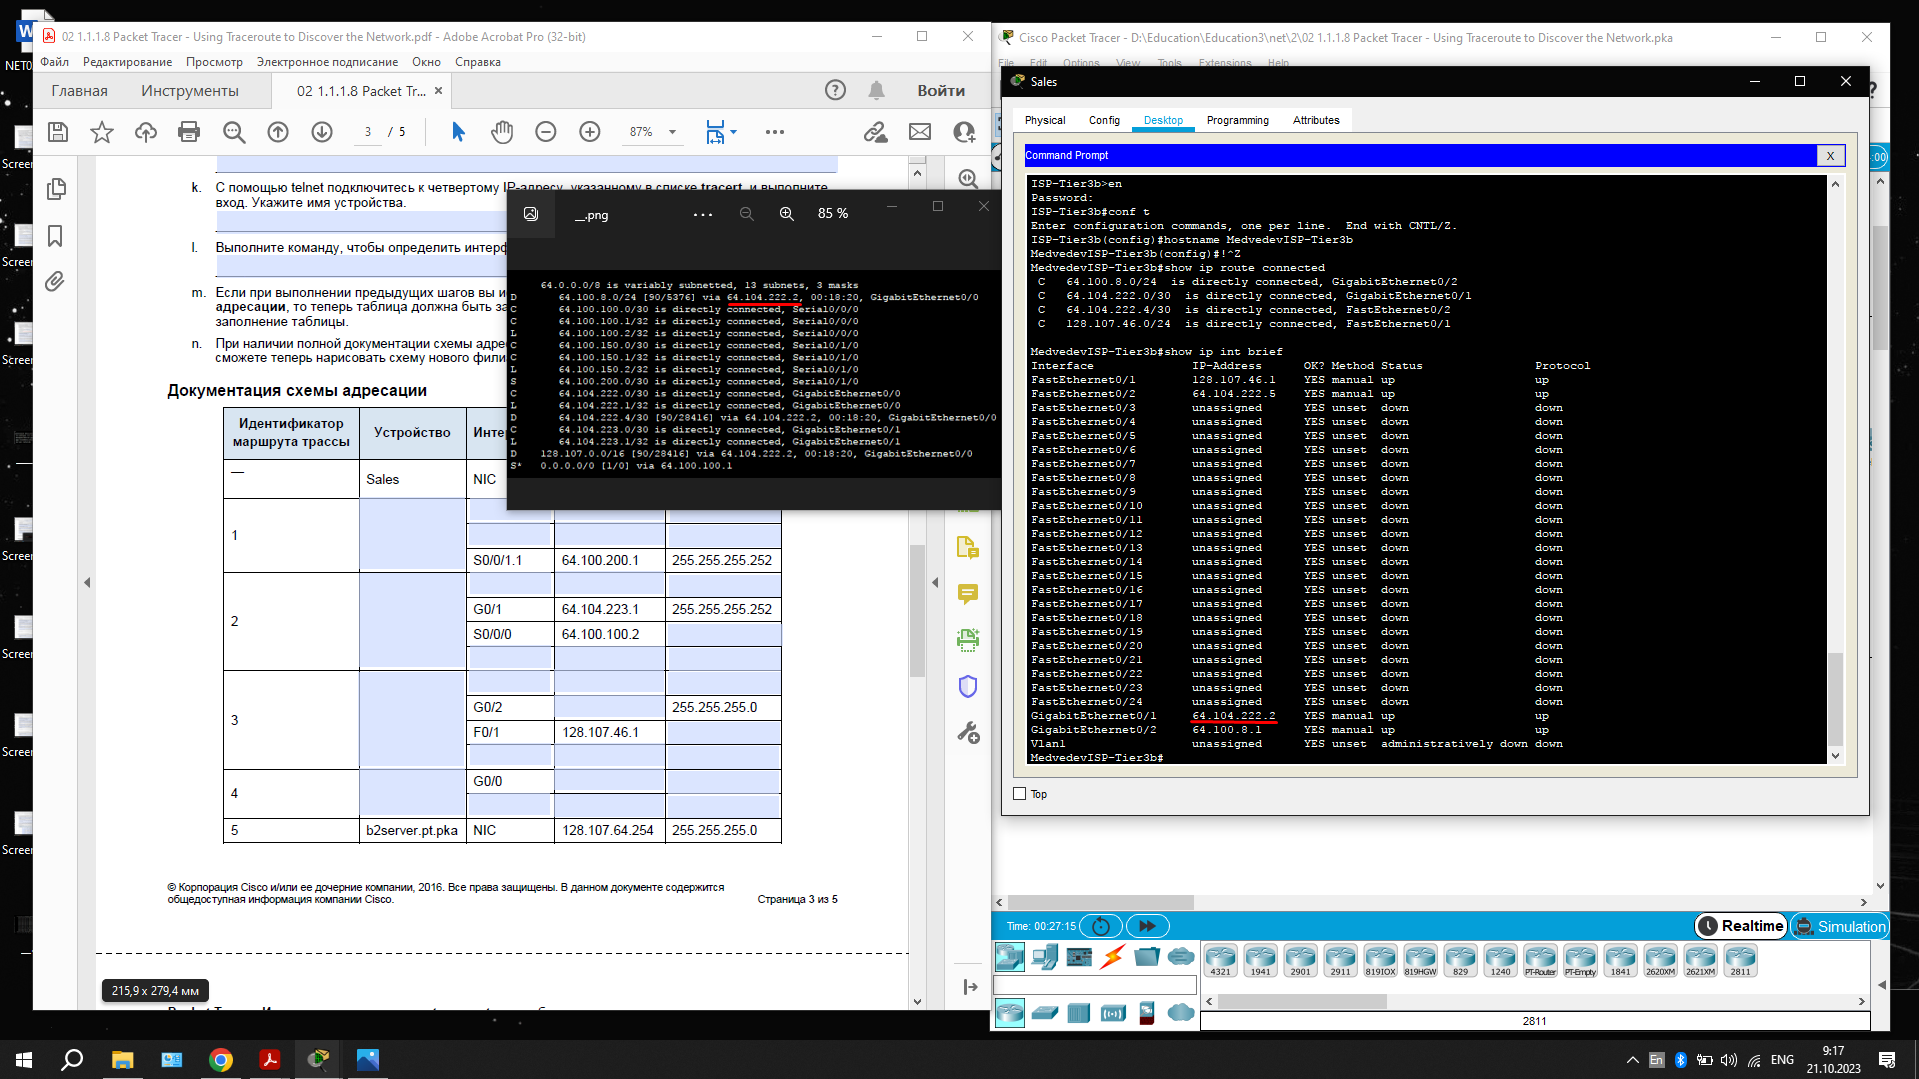 02 1.1.1.8 Packet Tracer - Using Traceroute to Discover the Network.pdf - Adobe Acrobat Pro (32-bit)
Файл Редактирование Просмотр Электронное подписание Окно Справка
Главная Инструменты 02 1.1.1.8 Packet Tr... × Войти
3 / 5 87%
k. С помощью telnet подключитесь к четвертому IP-адресу, указанному в списке tracert, и выполните
вход. Укажите имя устройства.
l. Выполните команду, чтобы определить интерф
m. Если при выполнении предыдущих шагов вы и
адресации, то теперь таблица должна быть за
заполнение таблицы.
n. При наличии полной документации схемы адре
сможете теперь нарисовать схему нового фили
Документация схемы адресации
Идентификатор
маршрута трассы
Устройство
Инте
— Sales NIC
1
S0/0/1.1 64.100.200.1 255.255.255.252
2
G0/1 64.104.223.1 255.255.255.252
S0/0/0 64.100.100.2
3
G0/2 255.255.255.0
F0/1 128.107.46.1
4
G0/0
5 b2server.pt.pka NIC 128.107.64.254 255.255.255.0
© Корпорация Cisco и/или ее дочерние компании, 2016. Все права защищены. В данном документе содержится
общедоступная информация компании Cisco.
Страница 3 из 5
215,9 x 279,4 мм
__.png ... 85 %
64.0.0.0/8 is variably subnetted, 13 subnets, 3 masks
D 64.100.8.0/24 [90/5376] via 64.104.222.2, 00:18:20, GigabitEthernet0/0
C 64.100.100.0/30 is directly connected, Serial0/0/0
C 64.100.100.1/32 is directly connected, Serial0/0/0
L 64.100.100.2/32 is directly connected, Serial0/0/0
C 64.100.150.0/30 is directly connected, Serial0/1/0
C 64.100.150.1/32 is directly connected, Serial0/1/0
L 64.100.150.2/32 is directly connected, Serial0/1/0
S 64.100.200.0/30 is directly connected, Serial0/1/0
C 64.104.222.0/30 is directly connected, GigabitEthernet0/0
L 64.104.222.1/32 is directly connected, GigabitEthernet0/0
D 64.104.222.4/30 [90/28416] via 64.104.222.2, 00:18:20, GigabitEthernet0/0
C 64.104.223.0/30 is directly connected, GigabitEthernet0/1
L 64.104.223.1/32 is directly connected, GigabitEthernet0/1
D 128.107.0.0/16 [90/28416] via 64.104.222.2, 00:18:20, GigabitEthernet0/0
S* 0.0.0.0/0 [1/0] via 64.100.100.1
Cisco Packet Tracer - D:\Education\Education3\net\2\02 1.1.1.8 Packet Tracer - Using Traceroute to Discover the Network.pka
File Edit Options View Tools Extensions Help
Sales
Physical Config Desktop Programming Attributes
Command Prompt X
ISP-Tier3b>en
Password:
ISP-Tier3b#conf t
Enter configuration commands, one per line. End with CNTL/Z.
ISP-Tier3b(config)#hostname MedvedevISP-Tier3b
MedvedevISP-Tier3b(config)#!^Z
MedvedevISP-Tier3b#show ip route connected
C 64.100.8.0/24 is directly connected, GigabitEthernet0/2
C 64.104.222.0/30 is directly connected, GigabitEthernet0/1
C 64.104.222.4/30 is directly connected, FastEthernet0/2
C 128.107.46.0/24 is directly connected, FastEthernet0/1
MedvedevISP-Tier3b#show ip int brief
Interface IP-Address OK? Method Status Protocol
FastEthernet0/1 128.107.46.1 YES manual up up
FastEthernet0/2 64.104.222.5 YES manual up up
FastEthernet0/3 unassigned YES unset down down
FastEthernet0/4 unassigned YES unset down down
FastEthernet0/5 unassigned YES unset down down
FastEthernet0/6 unassigned YES unset down down
FastEthernet0/7 unassigned YES unset down down
FastEthernet0/8 unassigned YES unset down down
FastEthernet0/9 unassigned YES unset down down
FastEthernet0/10 unassigned YES unset down down
FastEthernet0/11 unassigned YES unset down down
FastEthernet0/12 unassigned YES unset down down
FastEthernet0/13 unassigned YES unset down down
FastEthernet0/14 unassigned YES unset down down
FastEthernet0/15 unassigned YES unset down down
FastEthernet0/16 unassigned YES unset down down
FastEthernet0/17 unassigned YES unset down down
FastEthernet0/18 unassigned YES unset down down
FastEthernet0/19 unassigned YES unset down down
FastEthernet0/20 unassigned YES unset down down
FastEthernet0/21 unassigned YES unset down down
FastEthernet0/22 unassigned YES unset down down
FastEthernet0/23 unassigned YES unset down down
FastEthernet0/24 unassigned YES unset down down
GigabitEthernet0/1 64.104.222.2 YES manual up up
GigabitEthernet0/2 64.100.8.1 YES manual up up
Vlan1 unassigned YES unset administratively down down
MedvedevISP-Tier3b#
Top
Time: 00:27:15 Realtime Simulation
4321 1941 2901 2911 819IOX 819HGW 829 1240 PT-Router PT-Empty 1841 2620XM 2621XM 2811
2811
NET0
Screer
Screer
Screer
Screer
Screer
Screer
Screer
Screer
ENG 9:17
21.10.2023